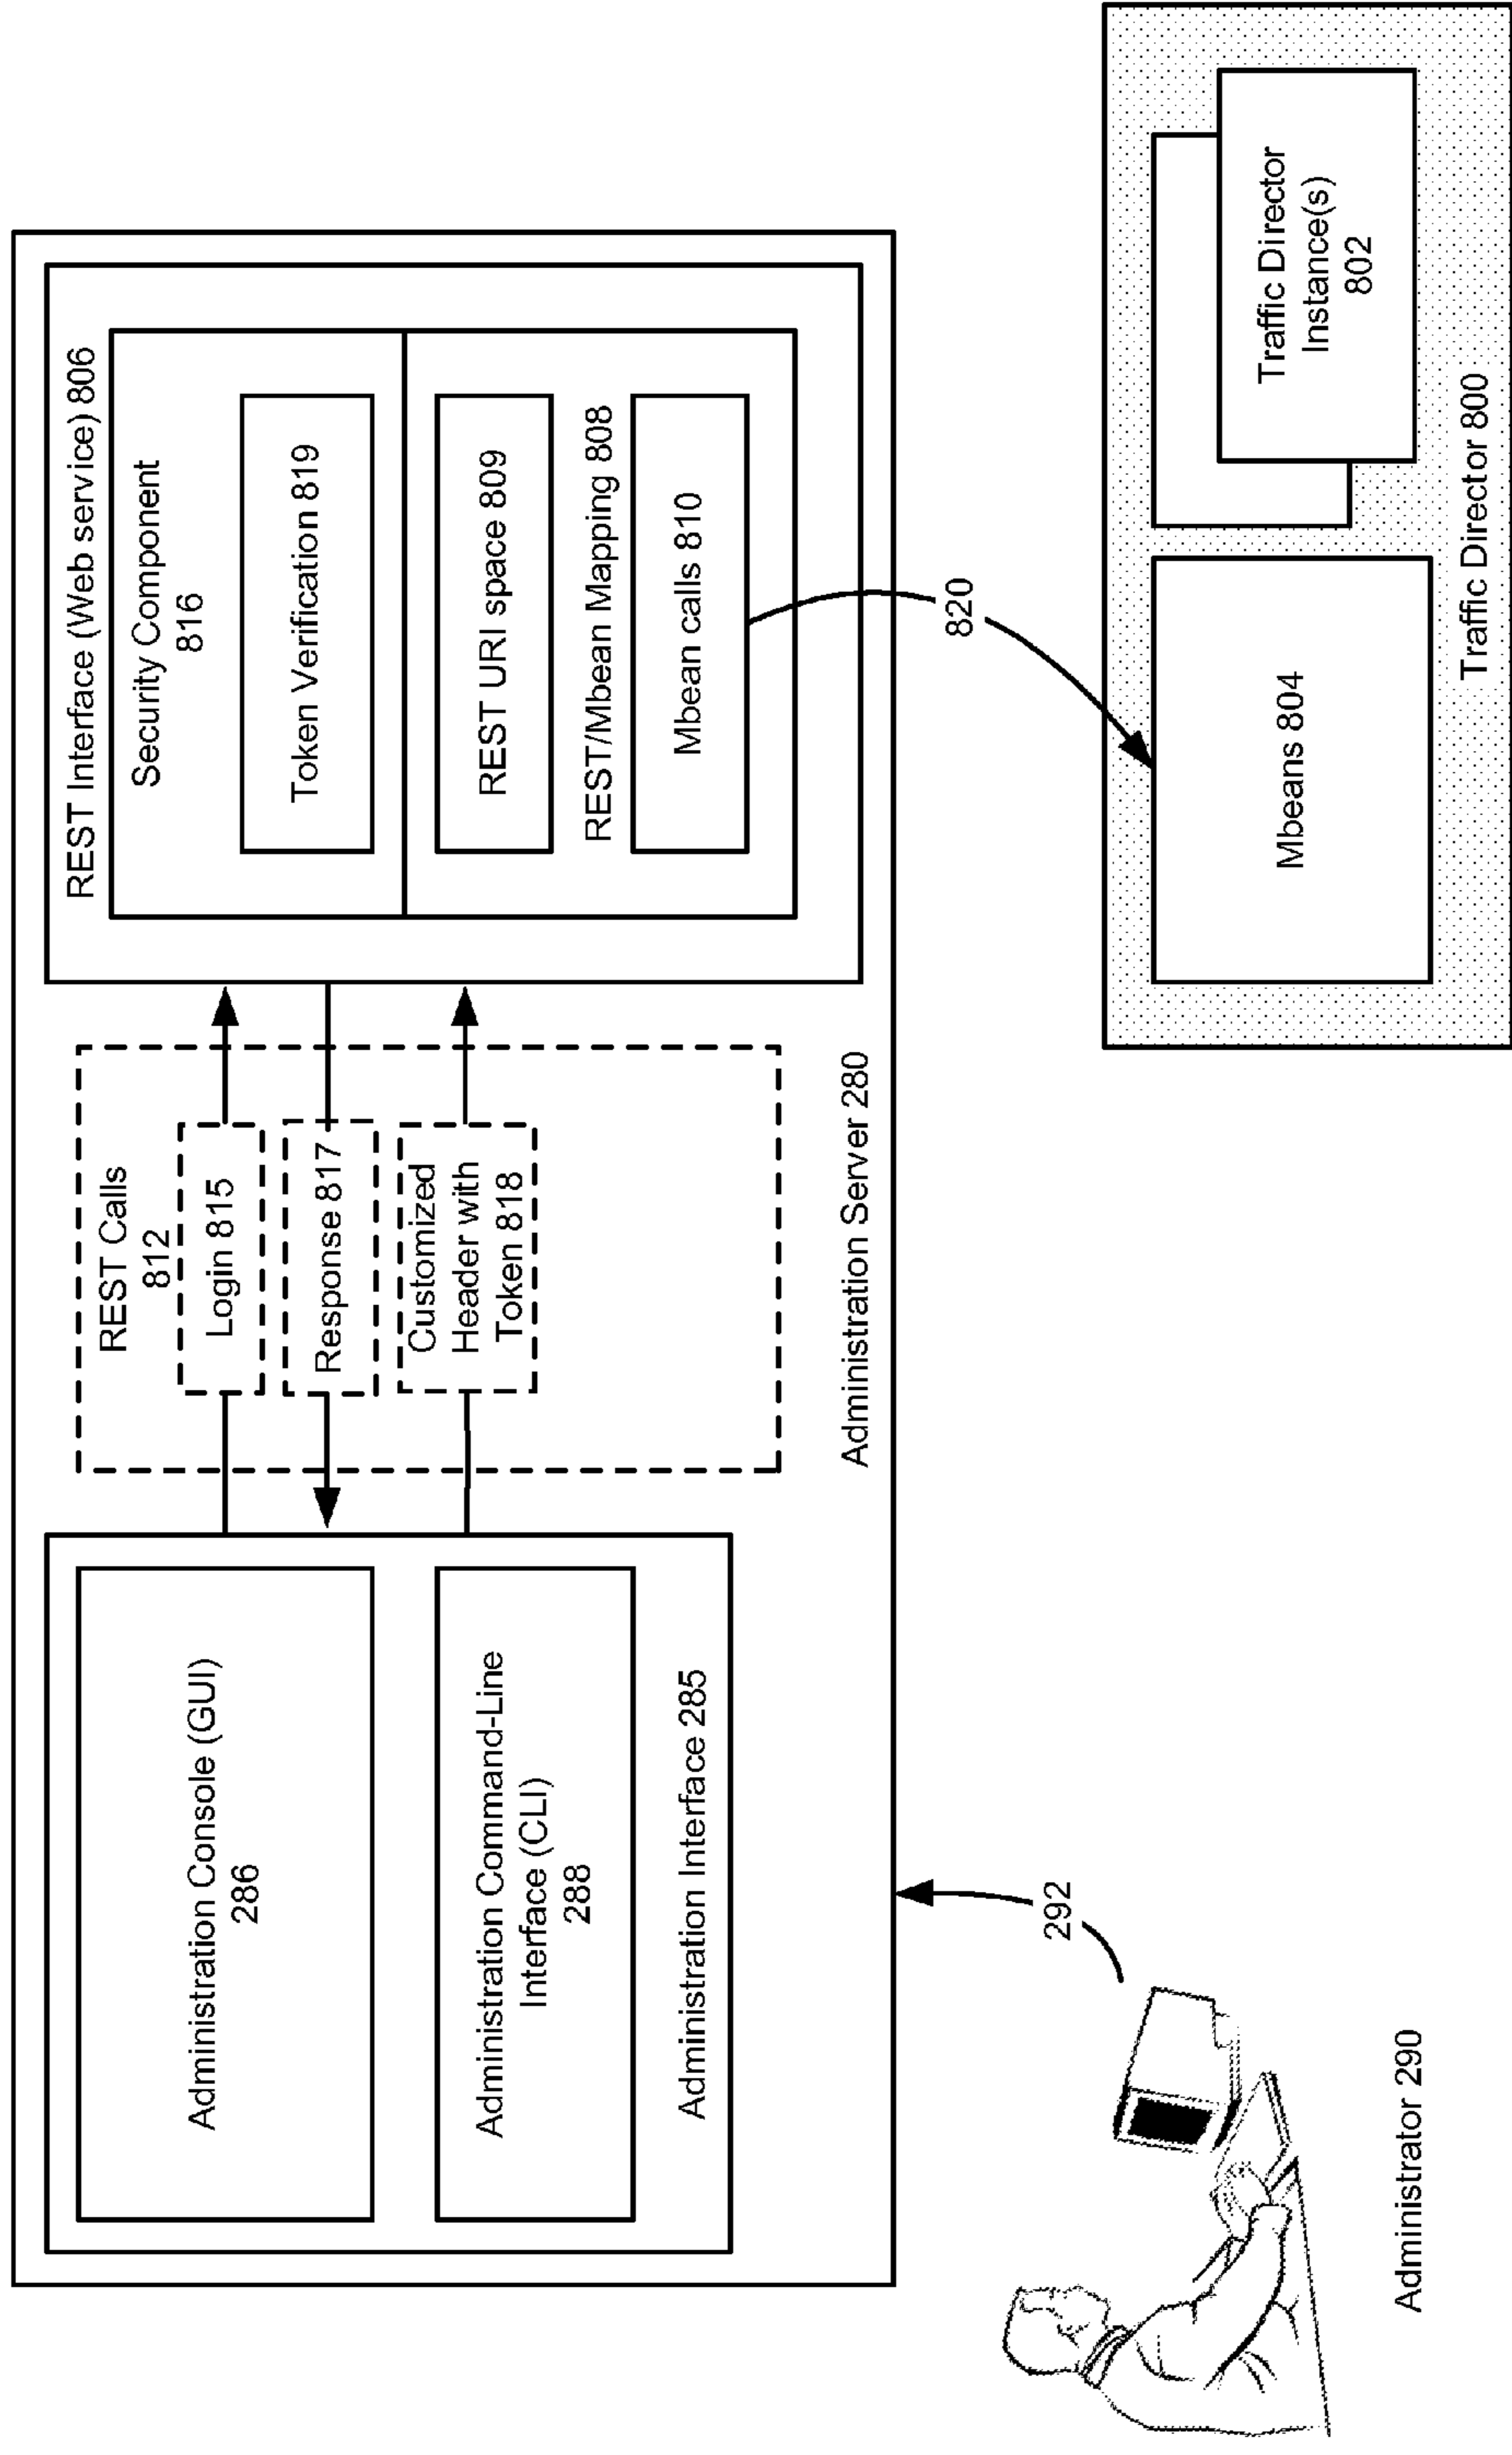 Administration Console (GUI)
286
Administration Command-Line
Interface (CLI)
288
Administration Interface 285
REST Calls
812
Login 815
Response 817
Customized
Header with
Token 818
REST Interface (Web service) 806
Security Component
816
Token Verification 819
REST URI space 809
REST/Mbean Mapping 808
Mbean calls 810
Administration Server 280
292
820
Administrator 290
Mbeans 804
Traffic Director
Instance(s)
802
Traffic Director 800